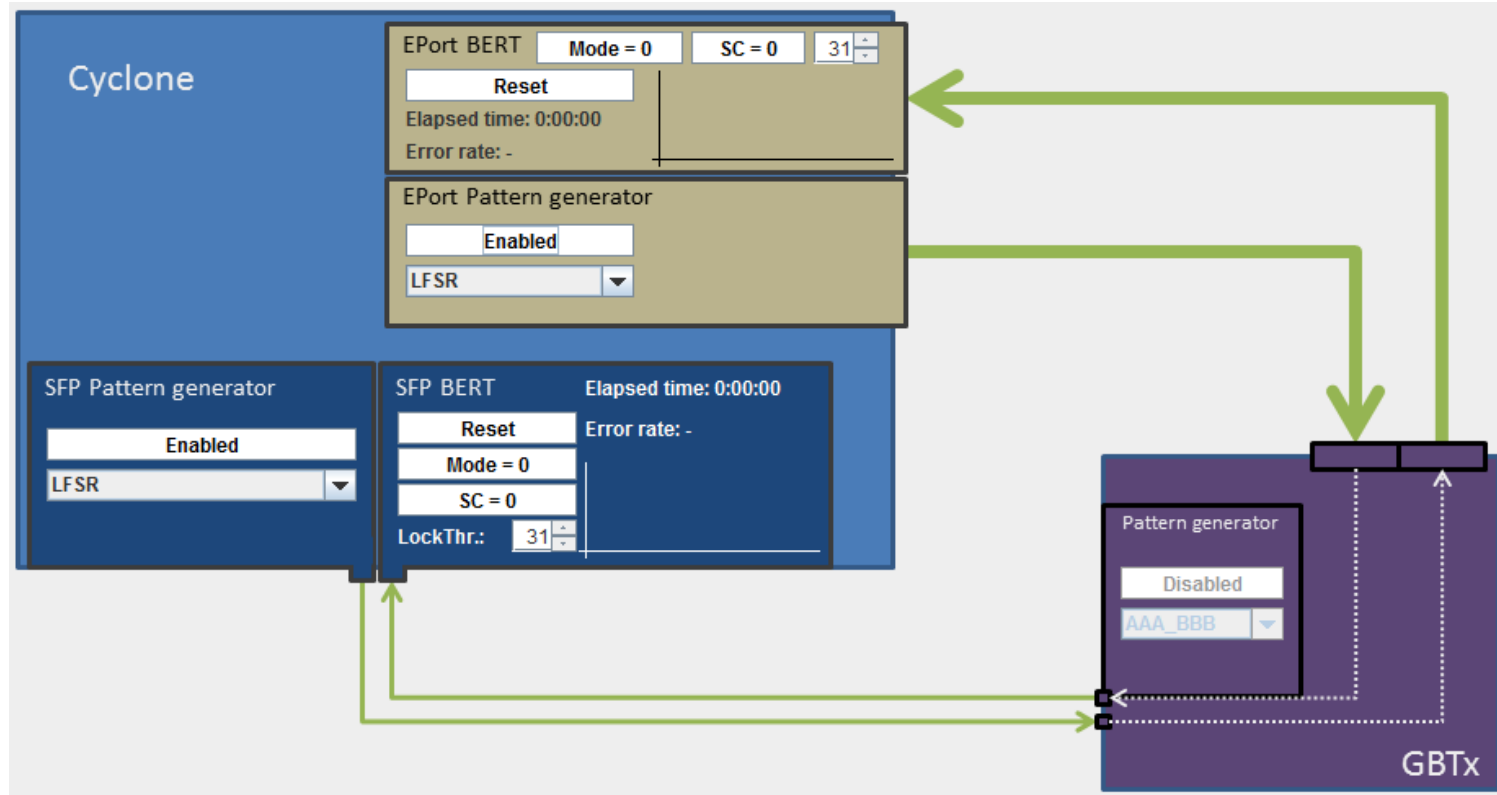 Cyclone
EPort BERT Mode = 0 SC = 0 31
Reset
Elapsed time: 0:00:00
Error rate: -
EPort Pattern generator
Enabled
LFSR
SFP Pattern generator
Enabled
LFSR
SFP BERT Elapsed time: 0:00:00
Reset Error rate: -
Mode = 0
SC = 0
LockThr.: 31
Pattern generator
Disabled
AAA_BBB
GBTx